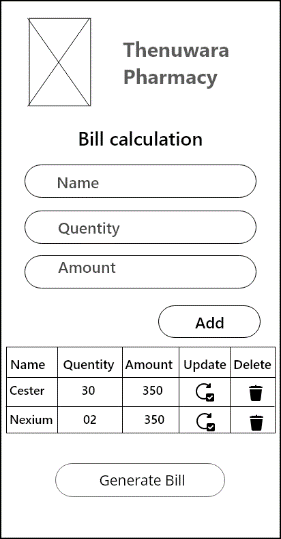 Thenuwara
Pharmacy
Bill calculation
Name
Quentity
Amount
Add
Name Quentity Amount Update Delete
Cester 30 350
Nexium 02 350
Generate Bill